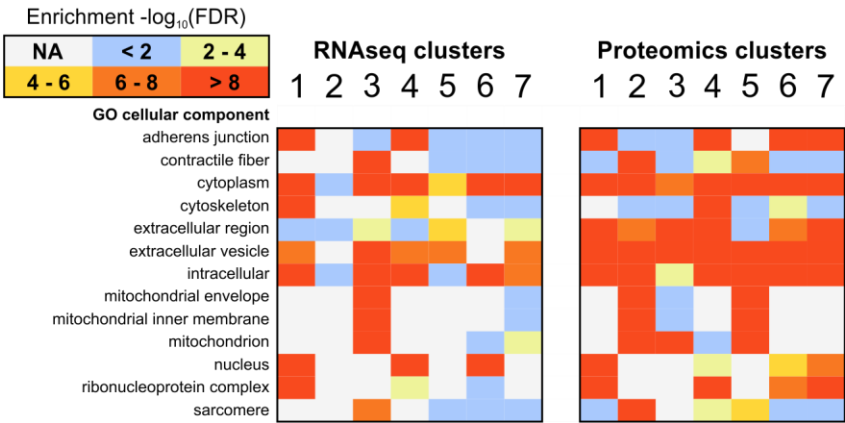 Enrichment -log₁₀(FDR)
NA < 2 2 - 4
4 - 6 6 - 8 > 8
RNAseq clusters Proteomics clusters
1 2 3 4 5 6 7 1 2 3 4 5 6 7
GO cellular component
adherens junction
contractile fiber
cytoplasm
cytoskeleton
extracellular region
extracellular vesicle
intracellular
mitochondrial envelope
mitochondrial inner membrane
mitochondrion
nucleus
ribonucleoprotein complex
sarcomere